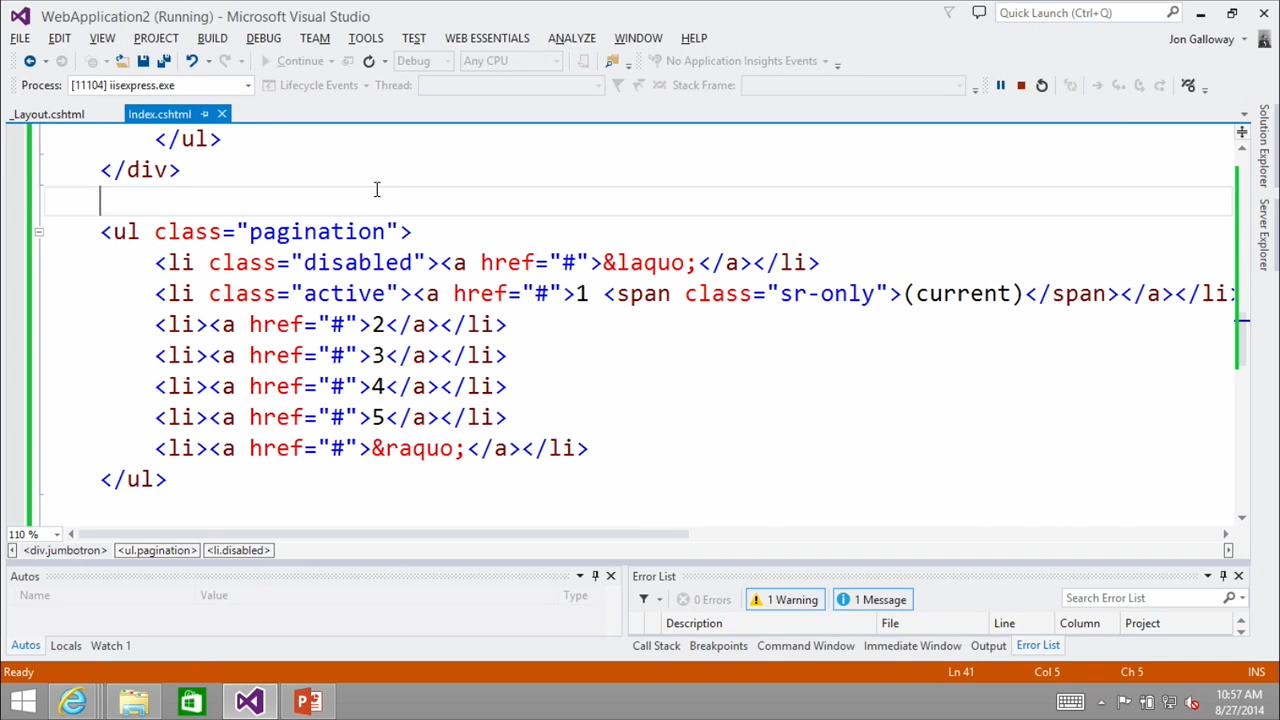 WebApplication2 (Running) - Microsoft Visual Studio
Quick Launch (Ctrl+Q)
FILE EDIT VIEW PROJECT BUILD DEBUG TEAM TOOLS TEST WEB ESSENTIALS ANALYZE WINDOW HELP
Jon Galloway
Continue Debug Any CPU No Application Insights Events
Process: [11104] iisexpress.exe Lifecycle Events Thread: Stack Frame:
_Layout.cshtml Index.cshtml
Solution Explorer
Server Explorer
</ul>
</div>
<ul class="pagination">
<li class="disabled"><a href="#">&laquo;</a></li>
<li class="active"><a href="#">1 <span class="sr-only">(current)</span></a></li>
<li><a href="#">2</a></li>
<li><a href="#">3</a></li>
<li><a href="#">4</a></li>
<li><a href="#">5</a></li>
<li><a href="#">&raquo;</a></li>
</ul>
110 %
<div.jumbotron> <ul.pagination> <li.disabled>
Autos
Name Value Type
Autos Locals Watch 1
Error List
0 Errors 1 Warning 1 Message Search Error List
Description File Line Column Project
Call Stack Breakpoints Command Window Immediate Window Output Error List
Ready Ln 41 Col 5 Ch 5 INS
10:57 AM
8/27/2014